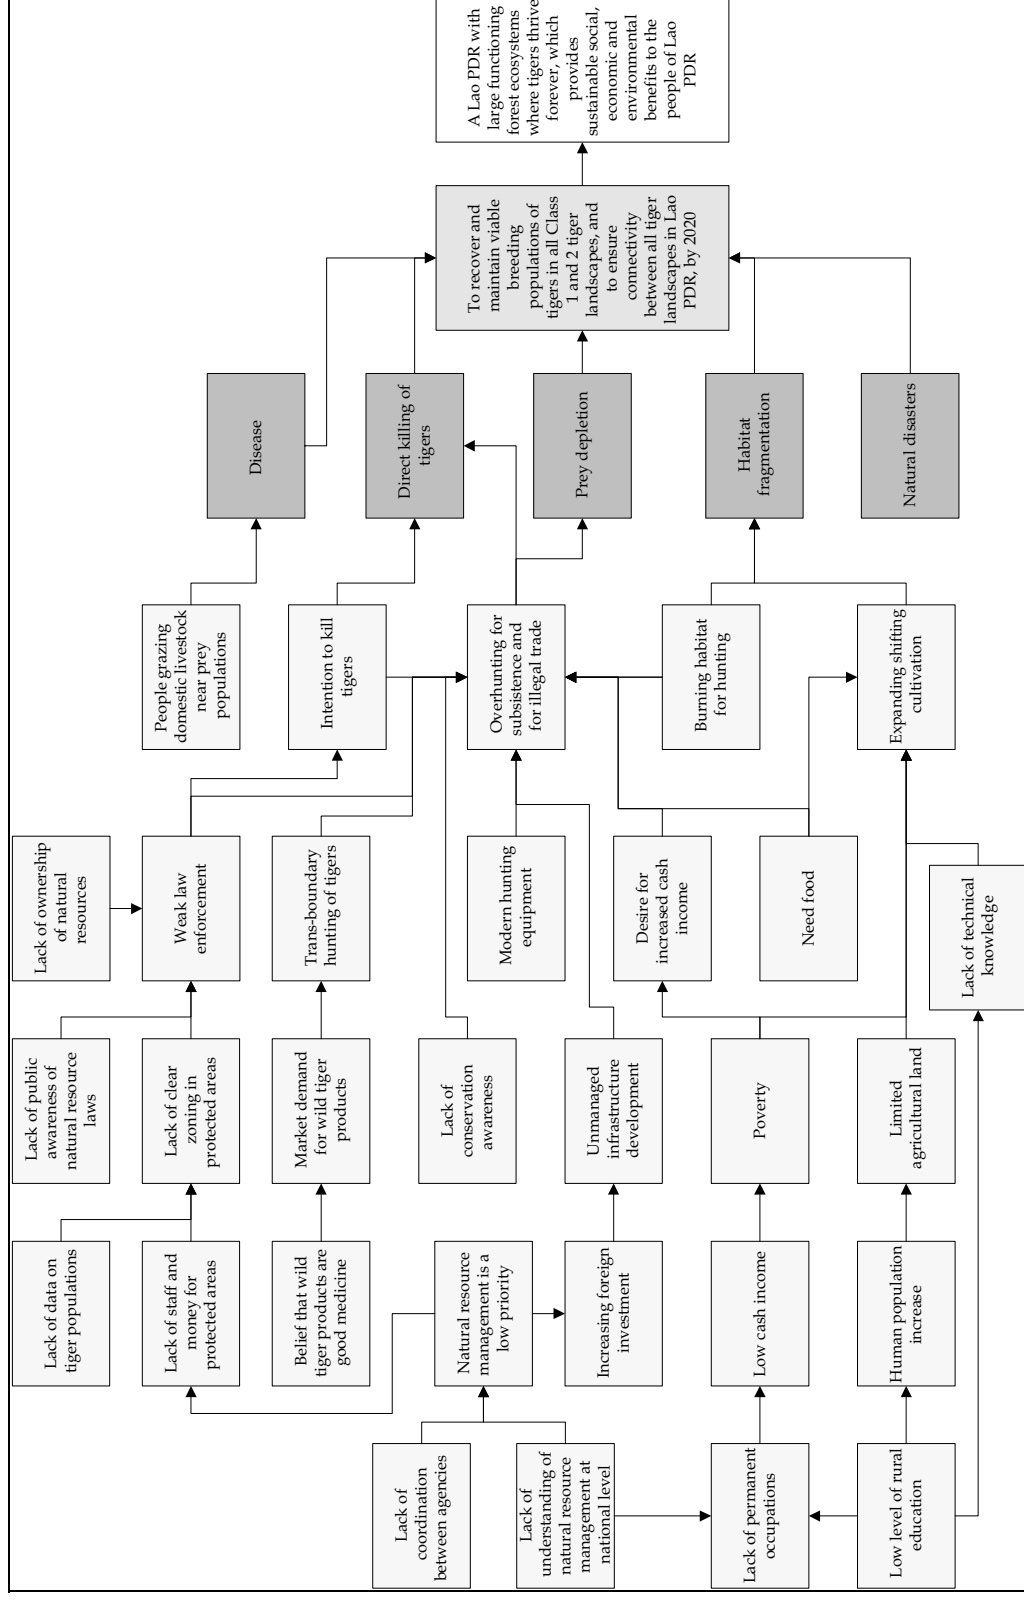 Lack of
coordination
between agencies
Lack of
understanding of
natural resource
management at
national level
Lack of permanent
occupations
Low level of rural
education
Lack of data on
tiger populations
Lack of staff and
money for
protected areas
Belief that wild
tiger products are
good medicine
Natural resource
management is a
low priority
Increasing foreign
investment
Low cash income
Human population
increase
Lack of public
awareness of
natural resource
laws
Lack of clear
zoning in
protected areas
Market demand
for wild tiger
products
Lack of
conservation
awareness
Unmanaged
infrastructure
development
Poverty
Limited
agricultural land
Lack of ownership
of natural
resources
Weak law
enforcement
Trans-boundary
hunting of tigers
Modern hunting
equipment
Desire for
increased cash
income
Need food
Lack of technical
knowledge
People grazing
domestic livestock
near prey
populations
Intention to kill
tigers
Overhunting for
subsistence and
for illegal trade
Burning habitat
for hunting
Expanding shifting
cultivation
Disease
Direct killing of
tigers
Prey depletion
Habitat
fragmentation
Natural disasters
To recover and
maintain viable
breeding
populations of
tigers in all Class
1 and 2 tiger
landscapes, and
to ensure
connectivity
between all tiger
landscapes in Lao
PDR, by 2020
A Lao PDR with
large functioning
forest ecosystems
where tigers thrive
forever, which
provides
sustainable social,
economic and
environmental
benefits to the
people of Lao
PDR